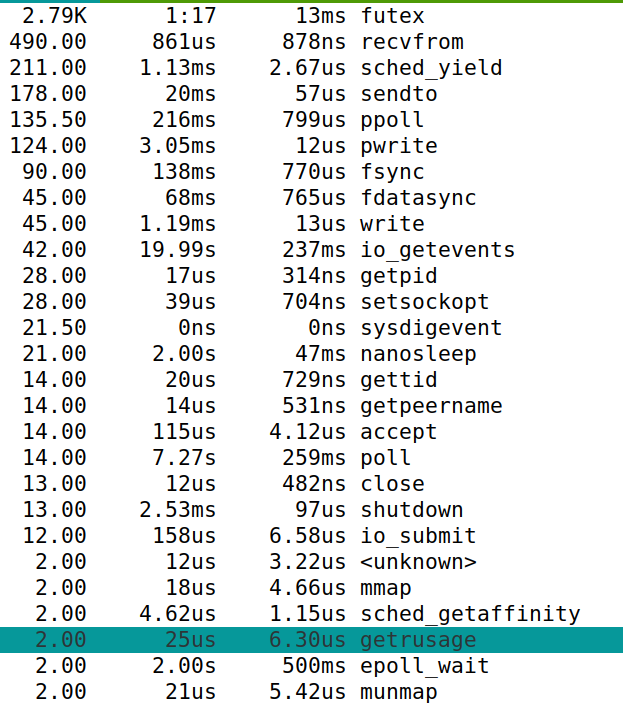 2.79K 1:17 13ms futex
490.00 861us 878ns recvfrom
211.00 1.13ms 2.67us sched_yield
178.00 20ms 57us sendto
135.50 216ms 799us ppoll
124.00 3.05ms 12us pwrite
90.00 138ms 770us fsync
45.00 68ms 765us fdatasync
45.00 1.19ms 13us write
42.00 19.99s 237ms io_getevents
28.00 17us 314ns getpid
28.00 39us 704ns setsockopt
21.50 0ns 0ns sysdigevent
21.00 2.00s 47ms nanosleep
14.00 20us 729ns gettid
14.00 14us 531ns getpeername
14.00 115us 4.12us accept
14.00 7.27s 259ms poll
13.00 12us 482ns close
13.00 2.53ms 97us shutdown
12.00 158us 6.58us io_submit
2.00 12us 3.22us <unknown>
2.00 18us 4.66us mmap
2.00 4.62us 1.15us sched_getaffinity
2.00 25us 6.30us getrusage
2.00 2.00s 500ms epoll_wait
2.00 21us 5.42us munmap